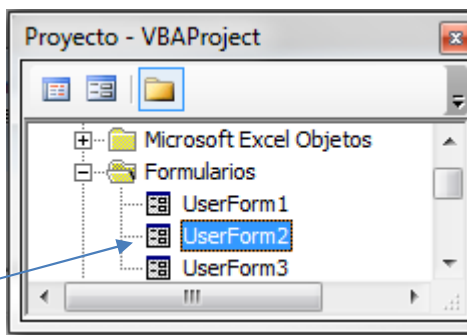 Proyecto - VBAProject
Microsoft Excel Objetos
Formularios
UserForm1
UserForm2
UserForm3